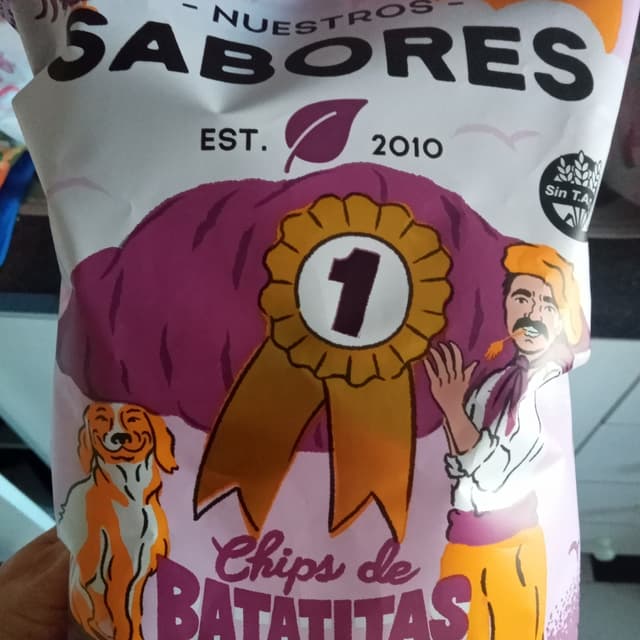 - NUESTROS -
SABORES
EST. 2010
Sin T.A.
1
Chips de
BATATITAS